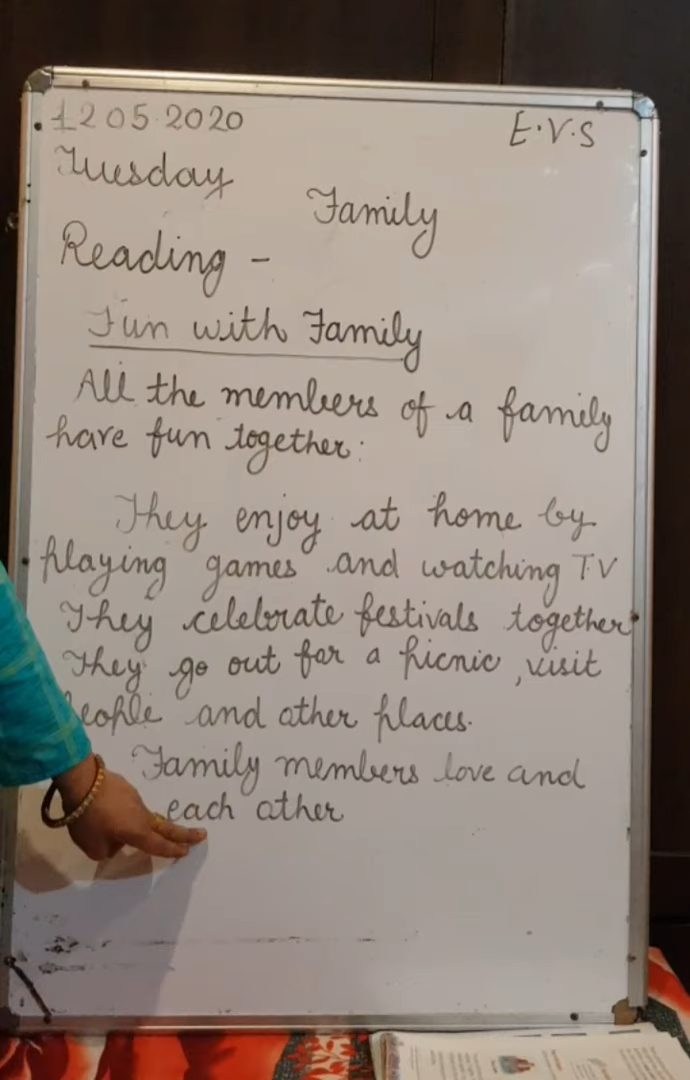 12 05 2020
E.V.S
Tuesday
Family
Reading -
Fun with Family
All the members of a family
have fun together:
They enjoy at home by
playing games and watching T.V
They celebrate festivals together
They go out for a picnic, visit
people and other places.
Family members love and
each other